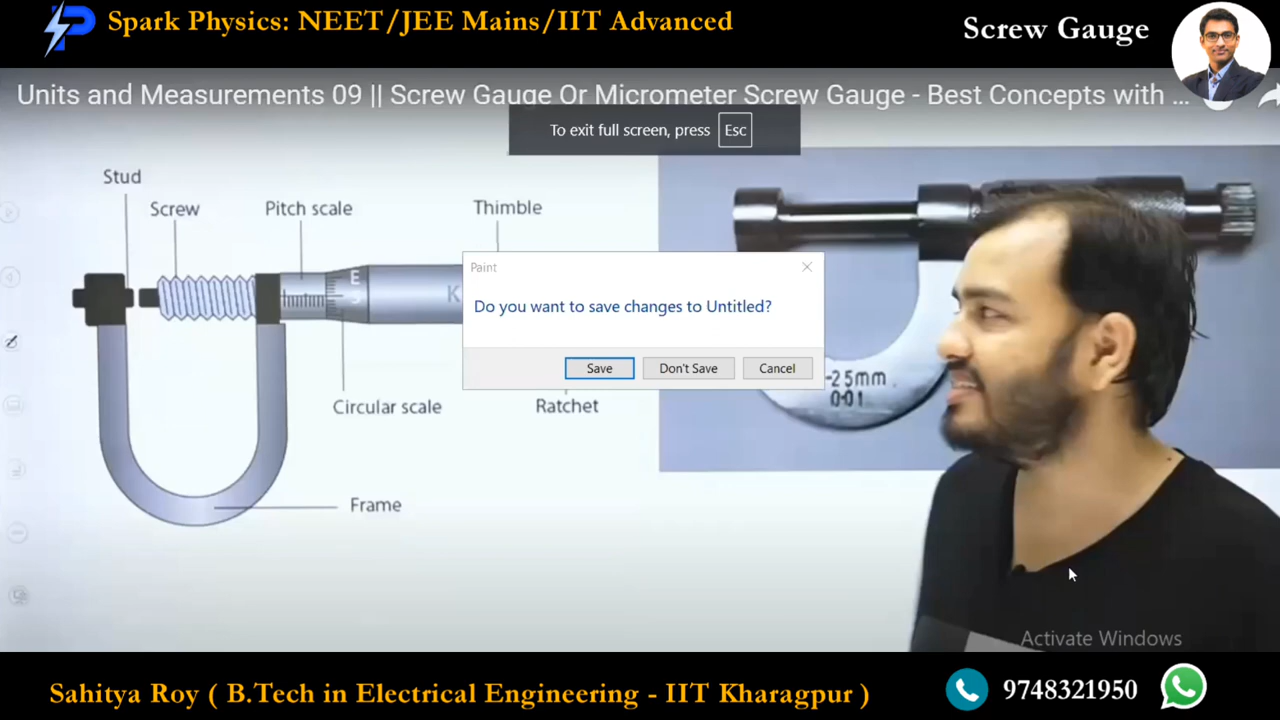 Spark Physics: NEET/JEE Mains/IIT Advanced
Screw Gauge
Units and Measurements 09 || Screw Gauge Or Micrometer Screw Gauge - Best Concepts with ...
To exit full screen, press Esc
Stud
Screw
Pitch scale
Thimble
E
K
Paint
Do you want to save changes to Untitled?
Save
Don't Save
Cancel
-25mm
0·01
Circular scale
Ratchet
Frame
Activate Windows
Sahitya Roy ( B.Tech in Electrical Engineering - IIT Kharagpur )
9748321950